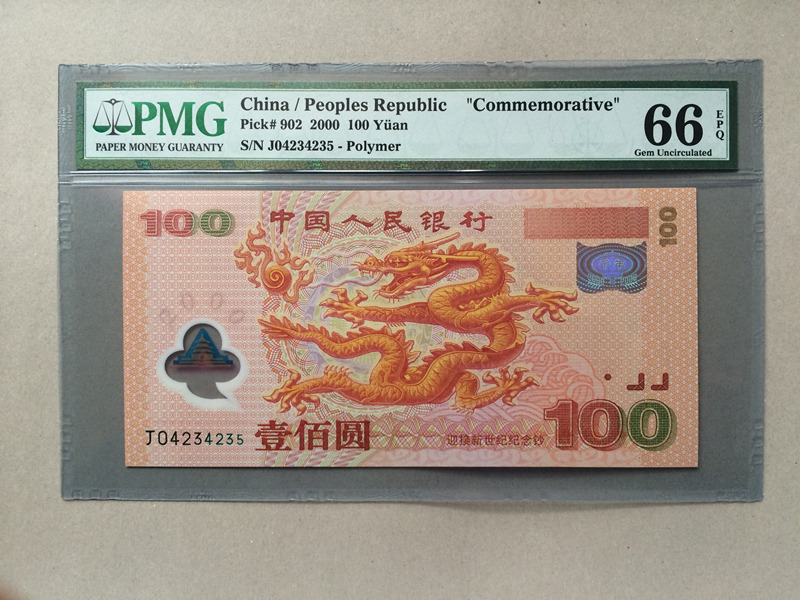 PMG
PAPER MONEY GUARANTY
China / Peoples Republic "Commemorative"
Pick# 902 2000 100 Yüan
S/N J04234235 - Polymer
66
EPQ
Gem Uncirculated
100
中国人民银行
100
2000
J04234235
壹佰圆
迎接新世纪纪念钞
100